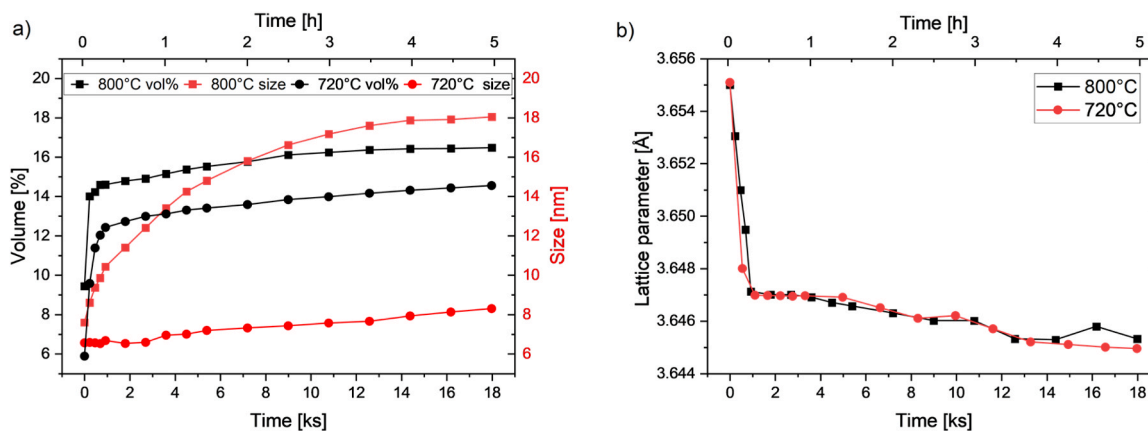 a)
Time [h]
0 1 2 3 4 5
800°C vol% 800°C size 720°C vol% 720°C size
Volume [%]
20
18
16
14
12
10
8
6
Size [nm]
20
18
16
14
12
10
8
6
0 2 4 6 8 10 12 14 16 18
Time [ks]
b)
Time [h]
0 1 2 3 4 5
800°C
720°C
Lattice parameter [Å]
3.656
3.654
3.652
3.650
3.648
3.646
3.644
0 2 4 6 8 10 12 14 16 18
Time [ks]